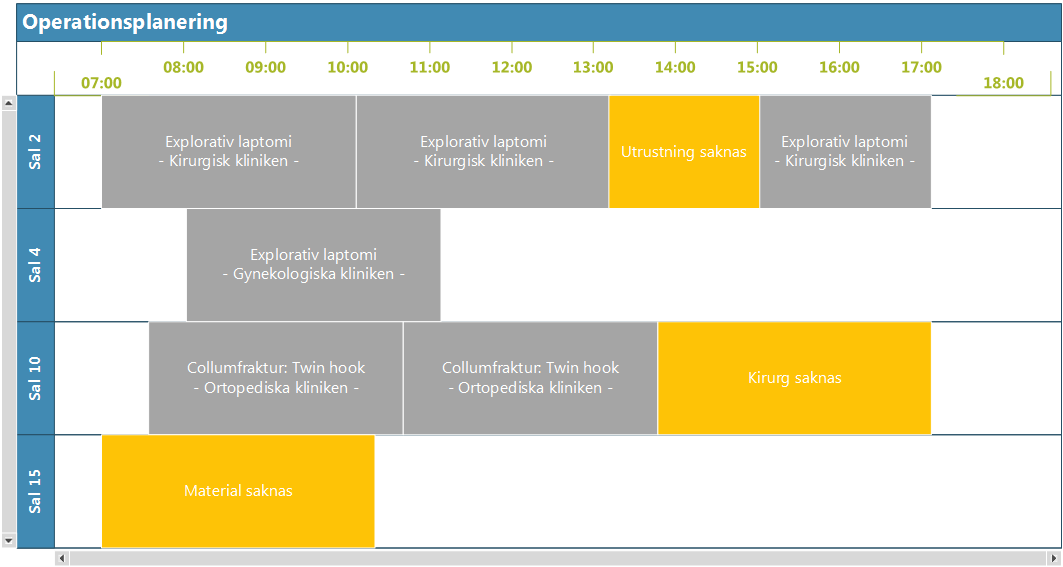 Operationsplanering
07:00
08:00
09:00
10:00
11:00
12:00
13:00
14:00
15:00
16:00
17:00
18:00
Sal 2
Explorativ laptomi
- Kirurgisk kliniken -
Explorativ laptomi
- Kirurgisk kliniken -
Utrustning saknas
Explorativ laptomi
- Kirurgisk kliniken -
Sal 4
Explorativ laptomi
- Gynekologiska kliniken -
Sal 10
Collumfraktur: Twin hook
- Ortopediska kliniken -
Collumfraktur: Twin hook
- Ortopediska kliniken -
Kirurg saknas
Sal 15
Material saknas